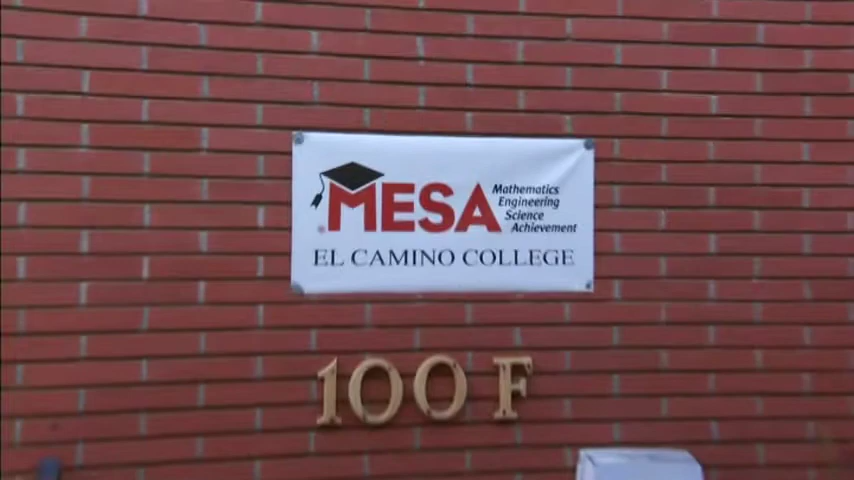 MESA
Mathematics
Engineering
Science
Achievement
EL CAMINO COLLEGE
100 F